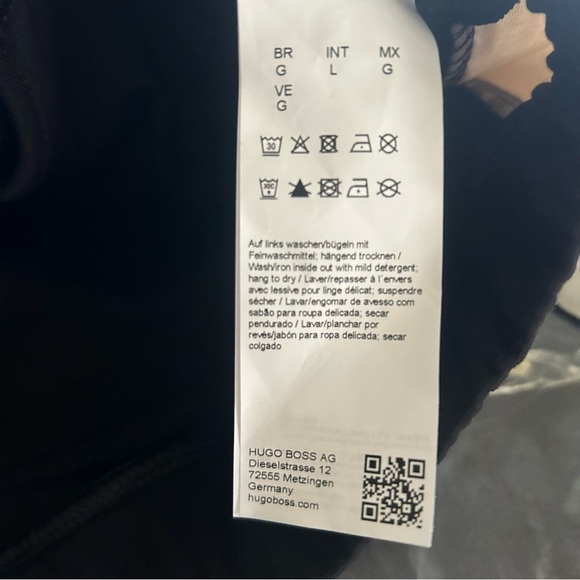 BR INT MX
G L G
VE
G
30
30C
Auf links waschen/bügeln mit
Feinwaschmittel; hängend trocknen /
Wash/iron inside out with mild detergent;
hang to dry / Laver/repasser à l´envers
avec lessive pour linge délicat; suspendre
sécher / Lavar/engomar de avesso com
sabão para roupa delicada; secar
pendurado / Lavar/planchar por
revés/jabón para ropa delicada; secar
colgado
HUGO BOSS AG
Dieselstrasse 12
72555 Metzingen
Germany
hugoboss.com